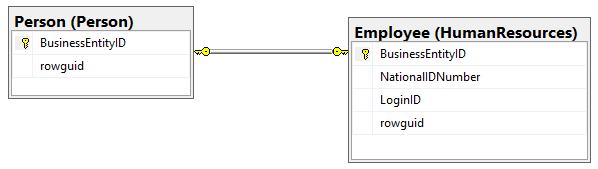 Person (Person)
BusinessEntityID
rowguid
Employee (HumanResources)
BusinessEntityID
NationalIDNumber
LoginID
rowguid